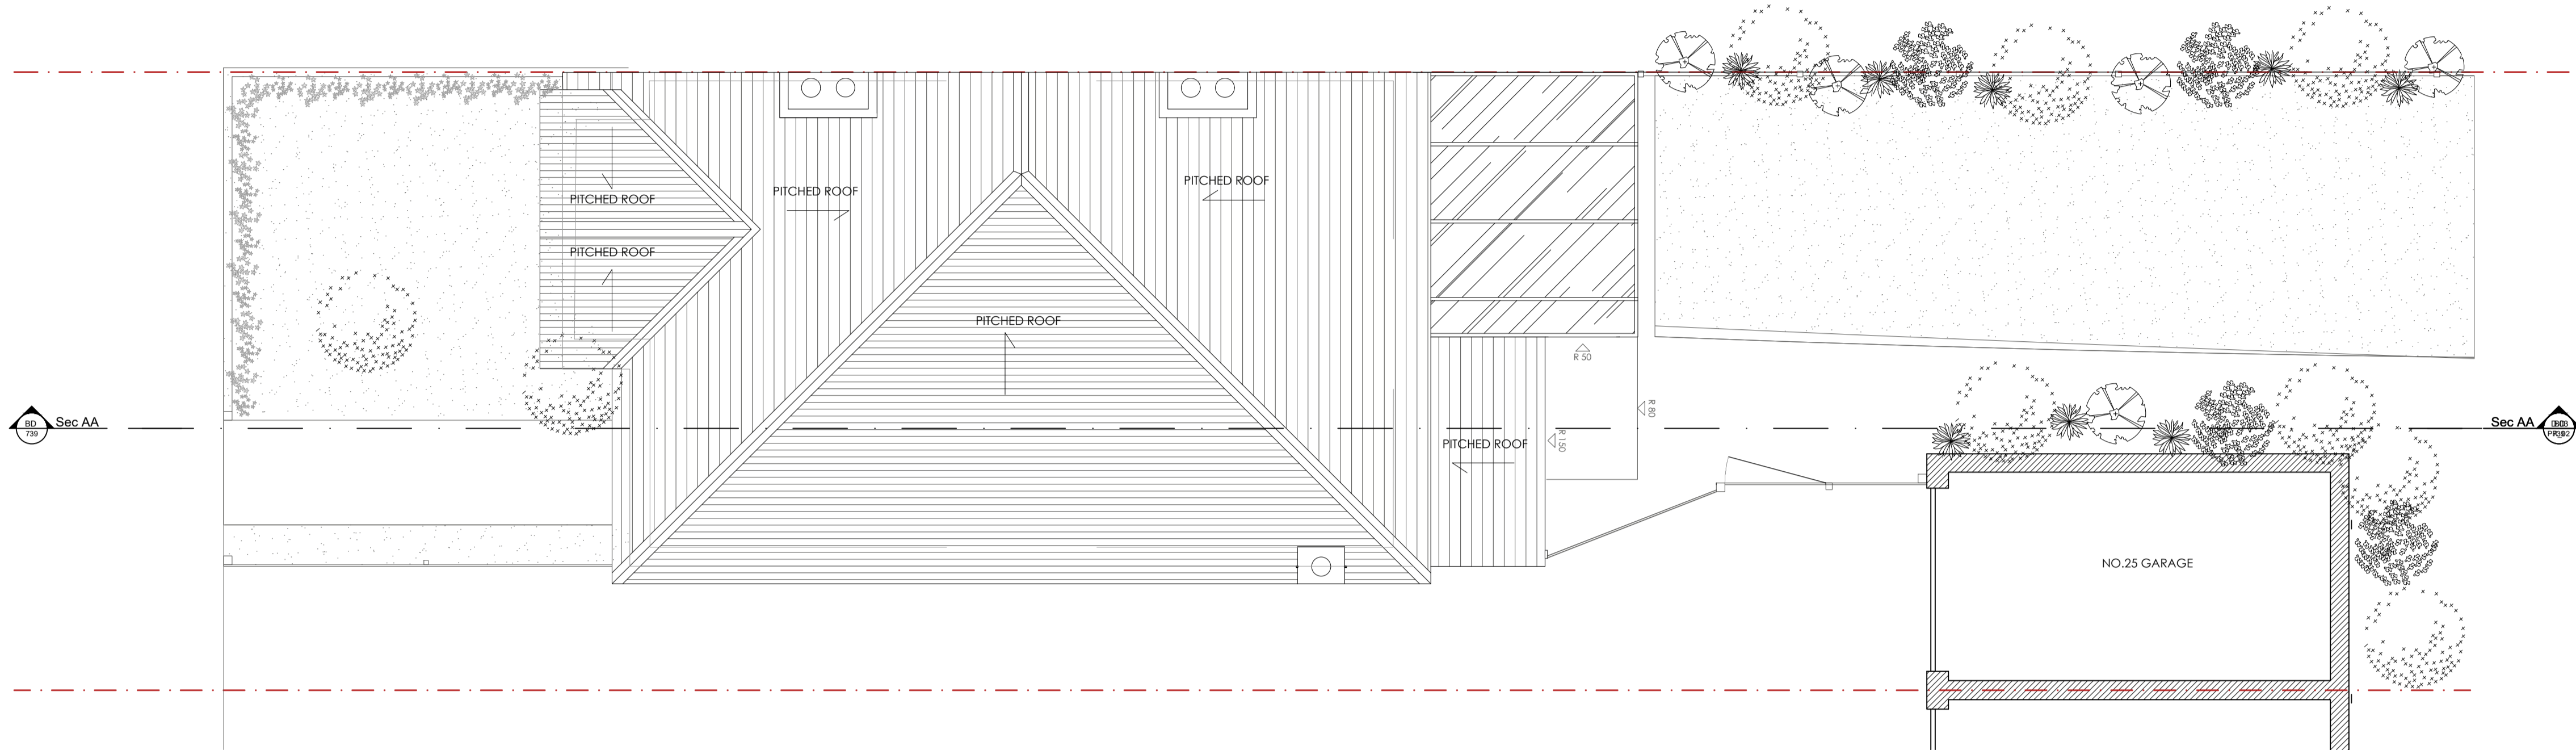 PITCHED ROOF
PITCHED ROOF
PITCHED ROOF
PITCHED ROOF
PITCHED ROOF
R 50
R 80
R 150
BD
739
Sec AA
PITCHED ROOF
Sec AA
NO.25 GARAGE